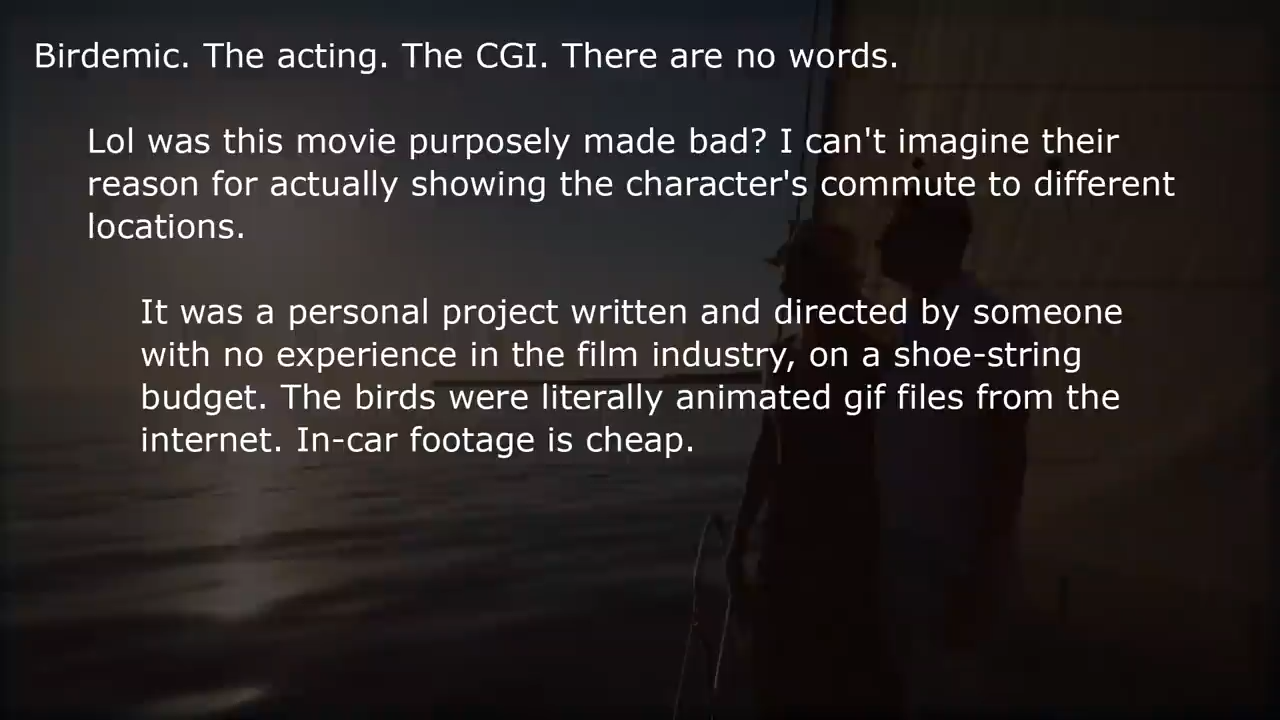 Birdemic. The acting. The CGI. There are no words.
Lol was this movie purposely made bad? I can't imagine their
reason for actually showing the character's commute to different
locations.
It was a personal project written and directed by someone
with no experience in the film industry, on a shoe-string
budget. The birds were literally animated gif files from the
internet. In-car footage is cheap.